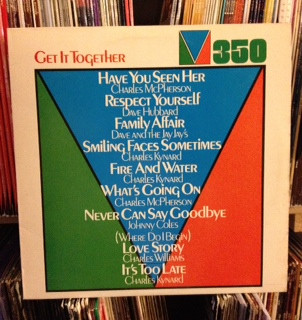 Get It Together
350
Have You Seen Her
Charles McPherson
Respect Yourself
Dave Hubbard
Family Affair
Dave and the Jay Jay's
Smiling Faces Sometimes
Charles Kynard
Fire And Water
Charles Kynard
What's Going On
Charles McPherson
Never Can Say Goodbye
Johnny Coles
(Where Do I Begin)
Love Story
Charles Williams
It's Too Late
Charles Kynard